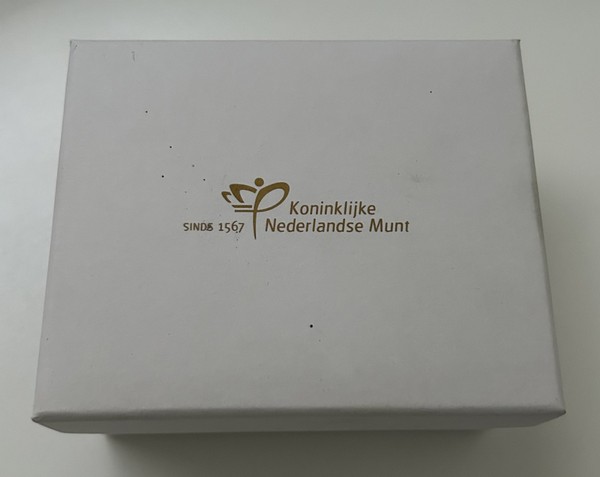 Koninklijke
SINDS 1567 Nederlandse Munt